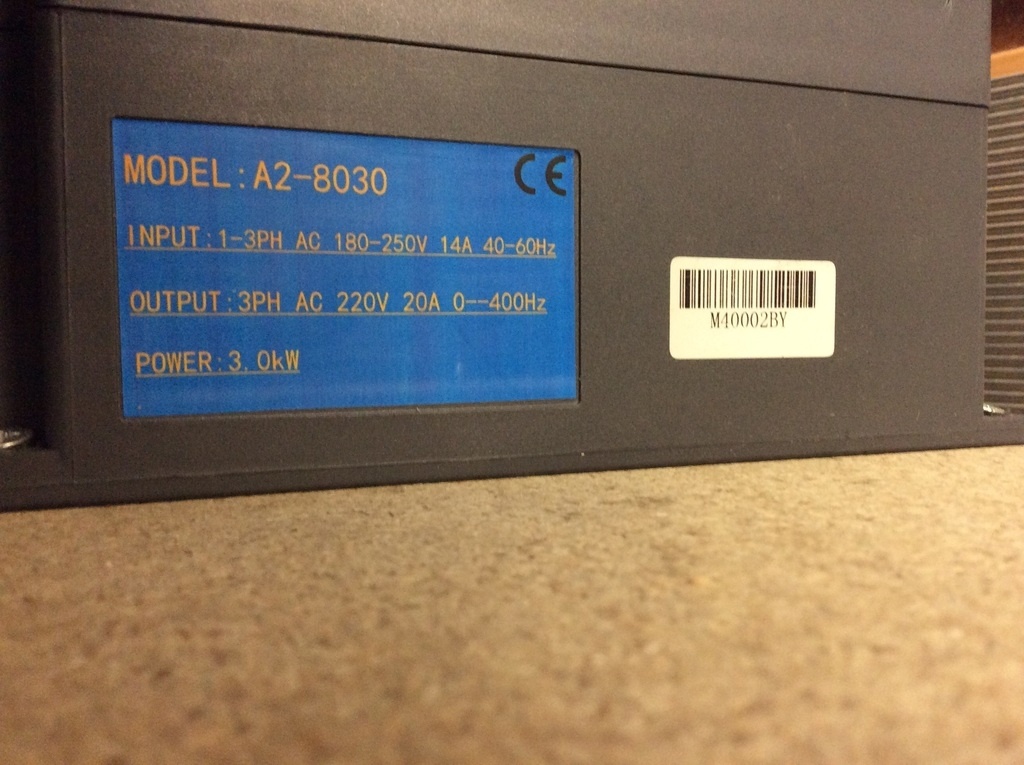 MODEL:A2-8030
CE
INPUT:1-3PH AC 180-250V 14A 40-60Hz
OUTPUT:3PH AC 220V 20A 0--400Hz
POWER:3.0kW
M40002BY